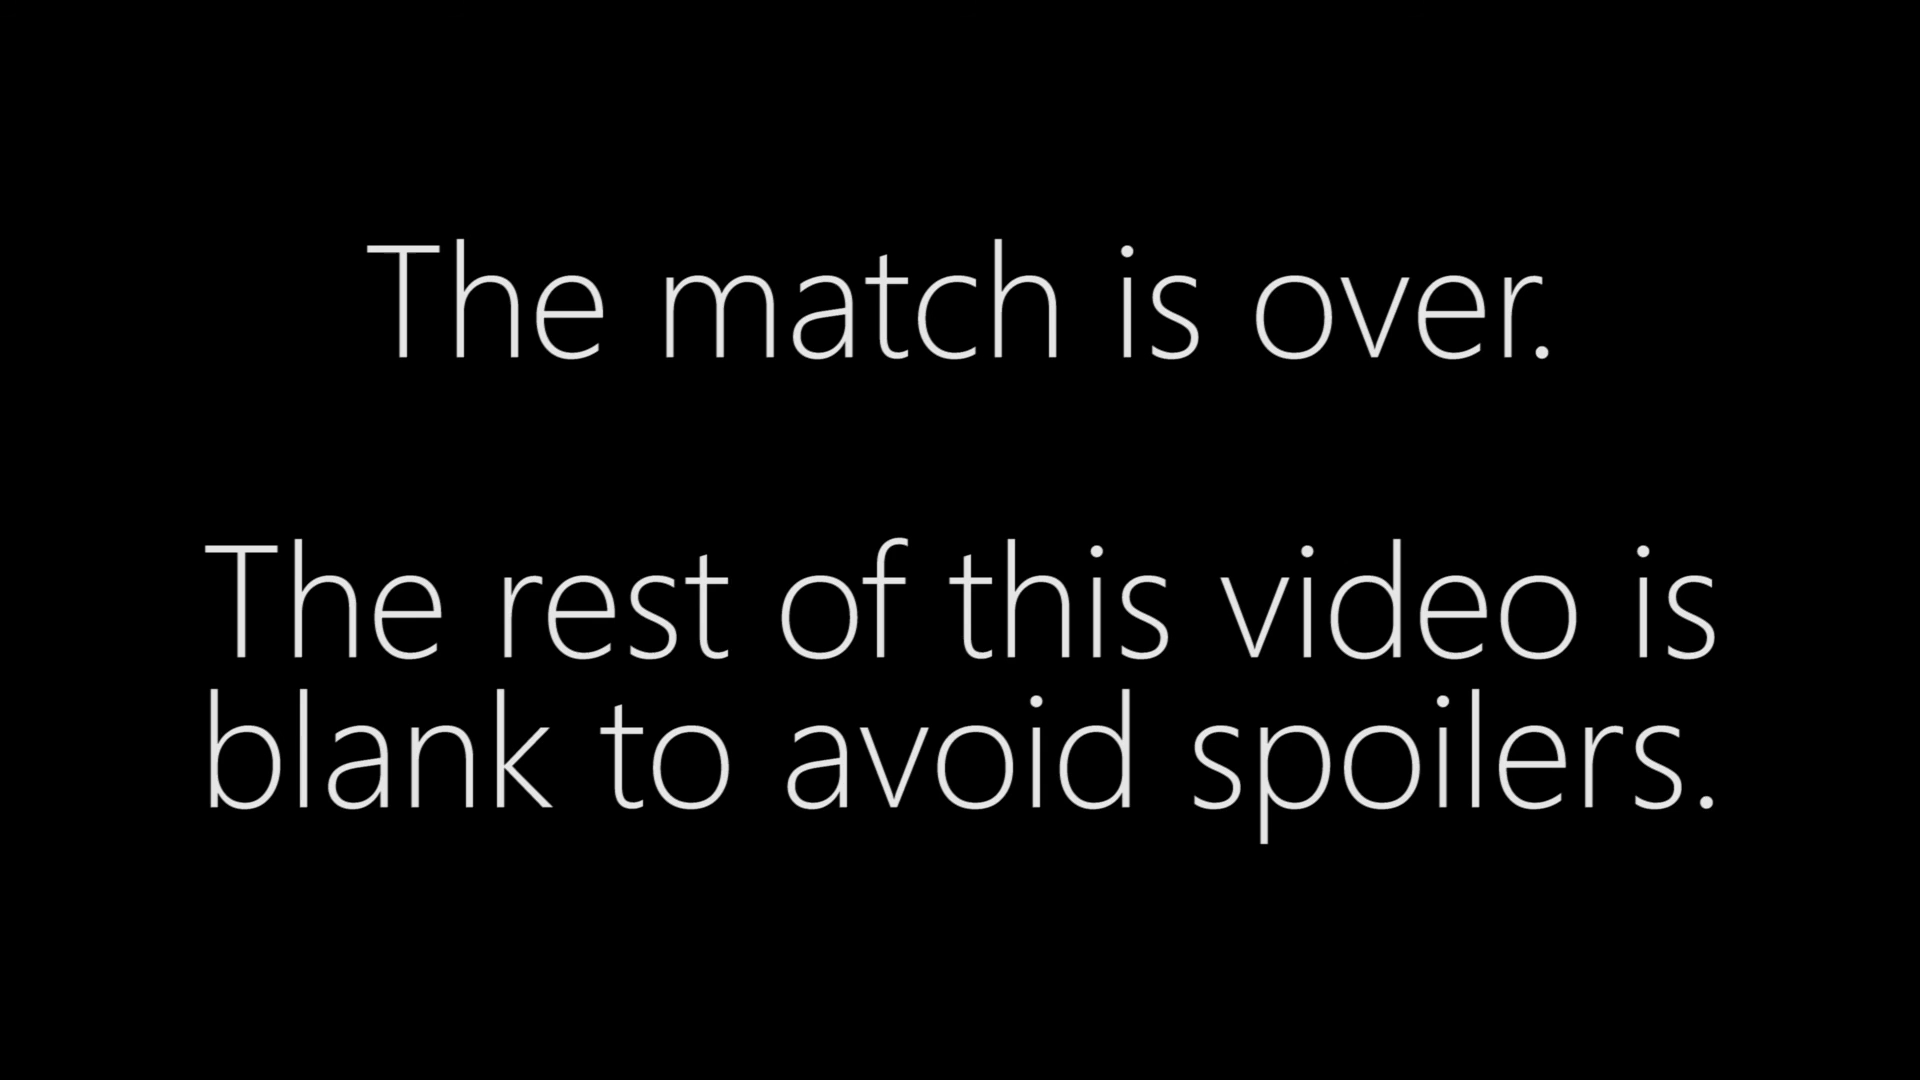 The match is over.
The rest of this video is
blank to avoid spoilers.